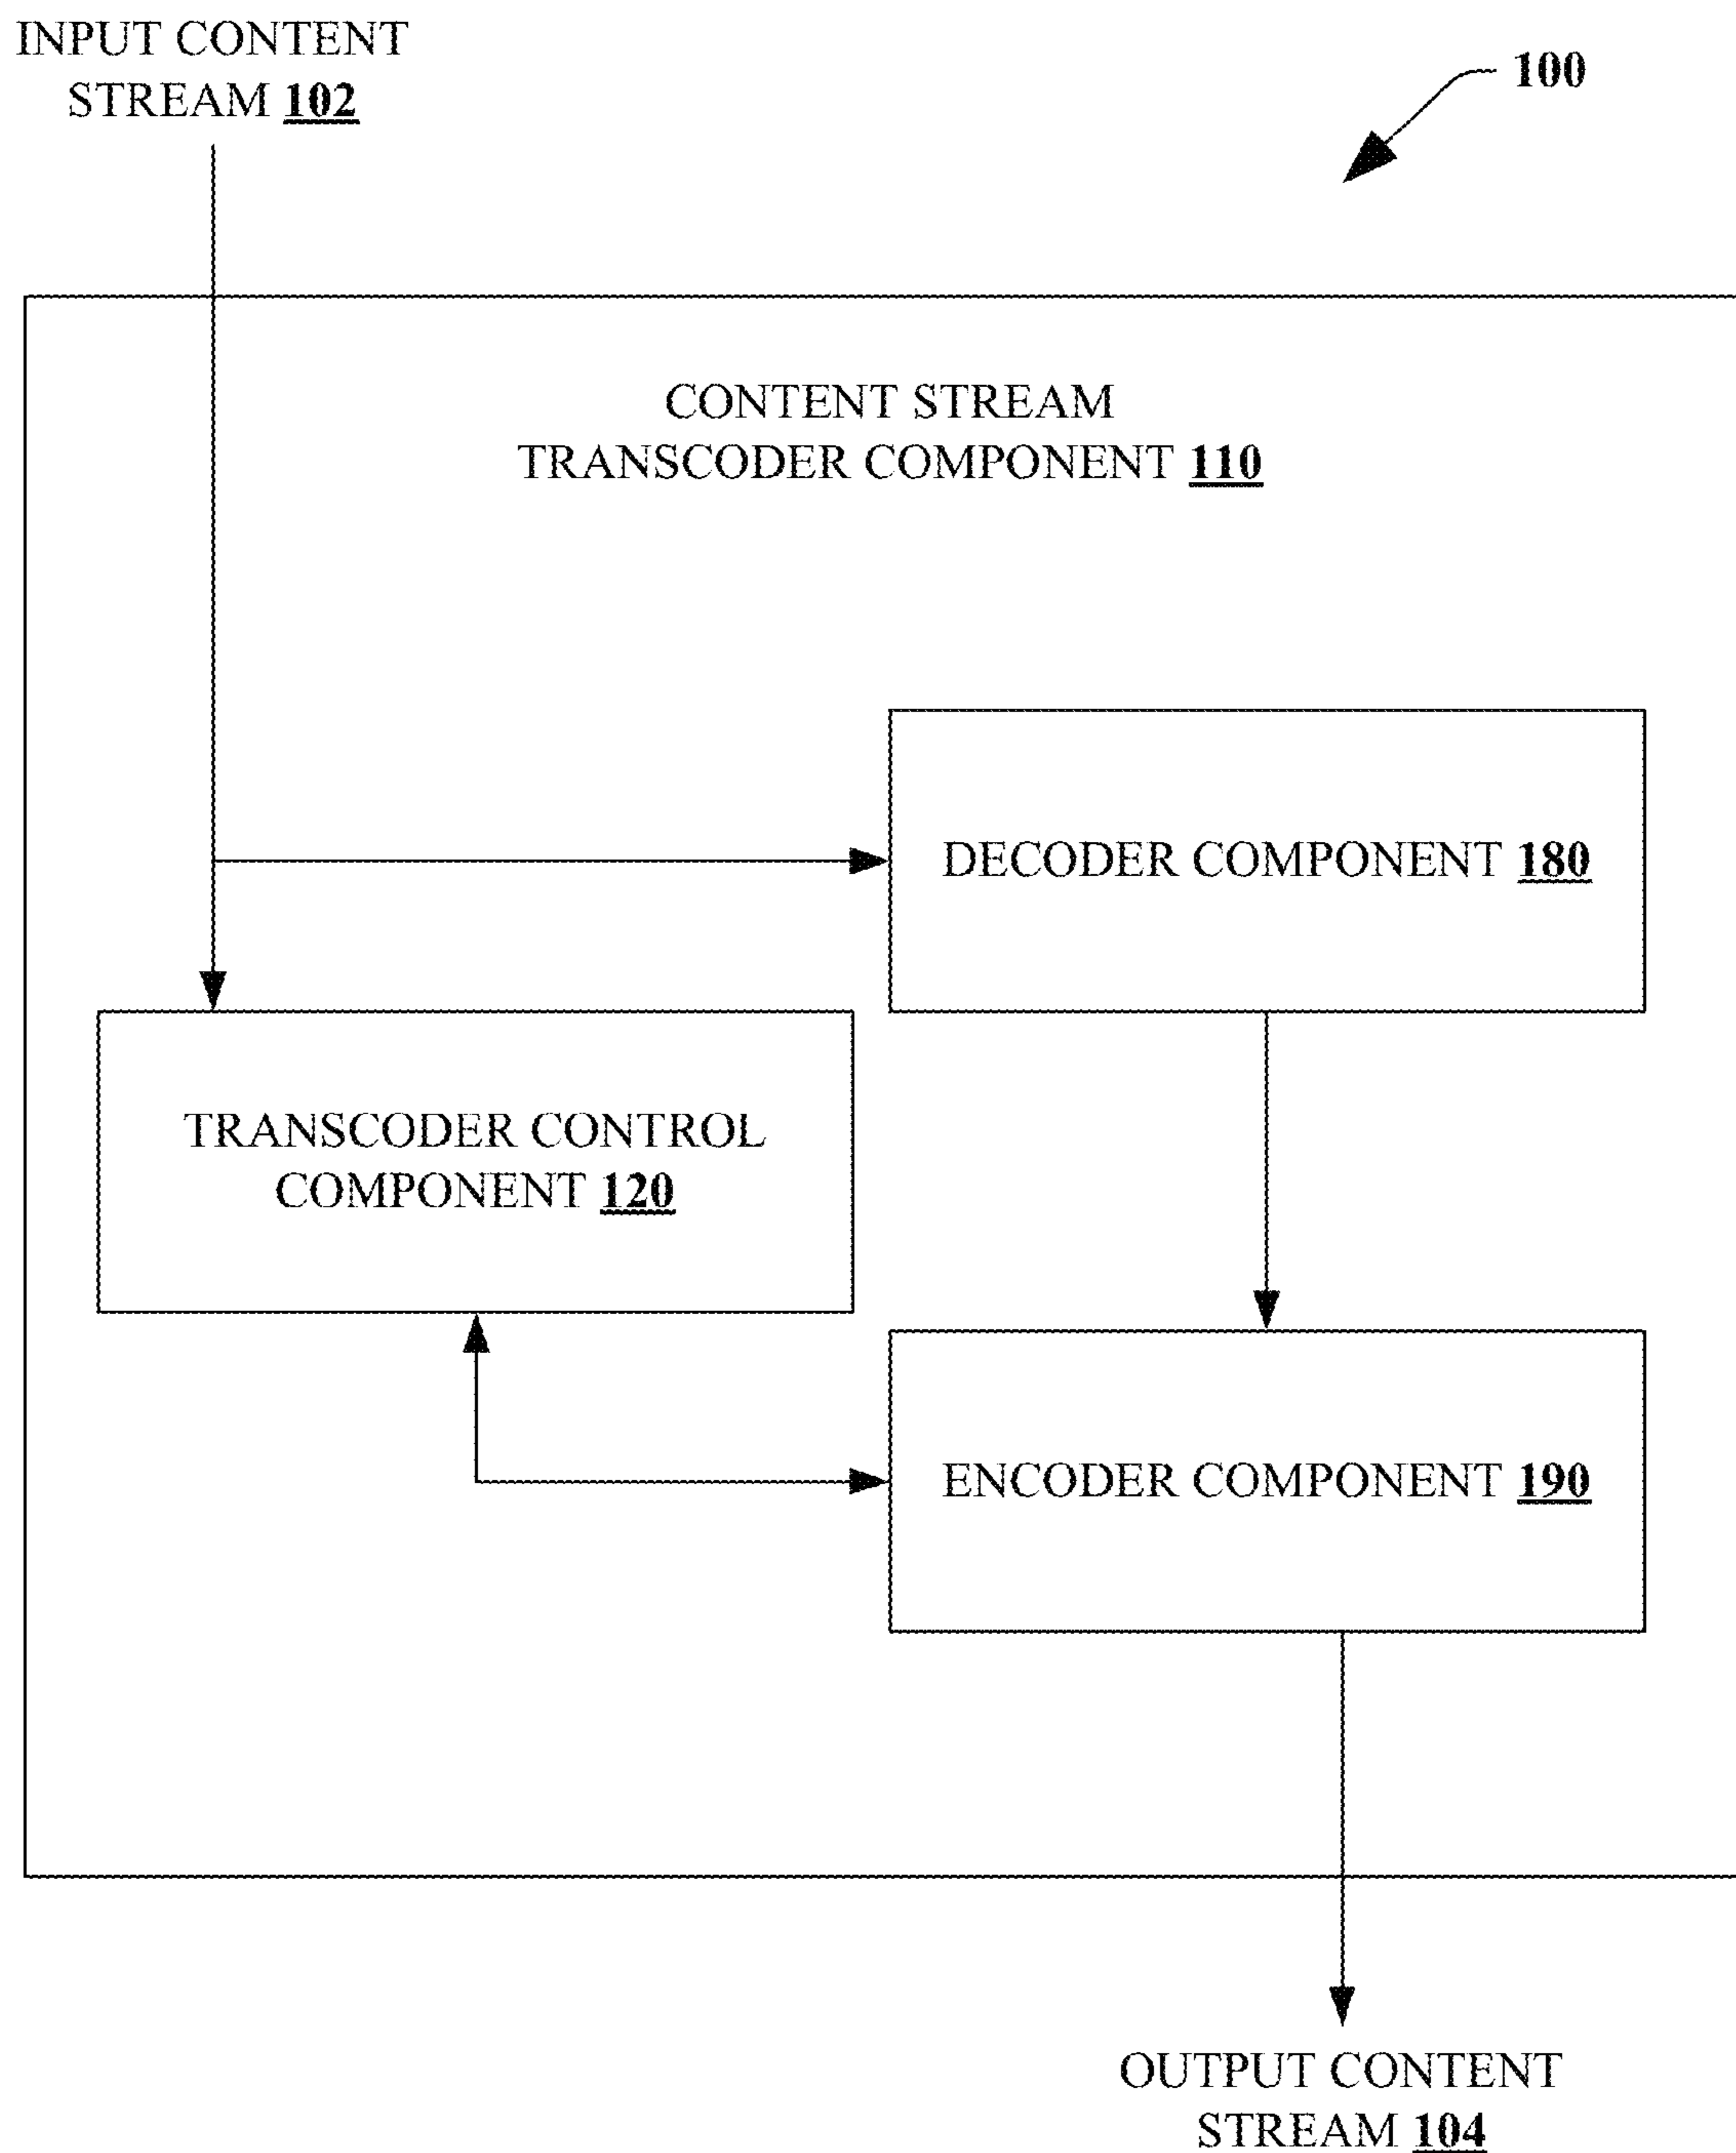 INPUT CONTENT
STREAM 102
100
CONTENT STREAM
TRANSCODER COMPONENT 110
DECODER COMPONENT 180
TRANSCODER CONTROL
COMPONENT 120
ENCODER COMPONENT 190
OUTPUT CONTENT
STREAM 104